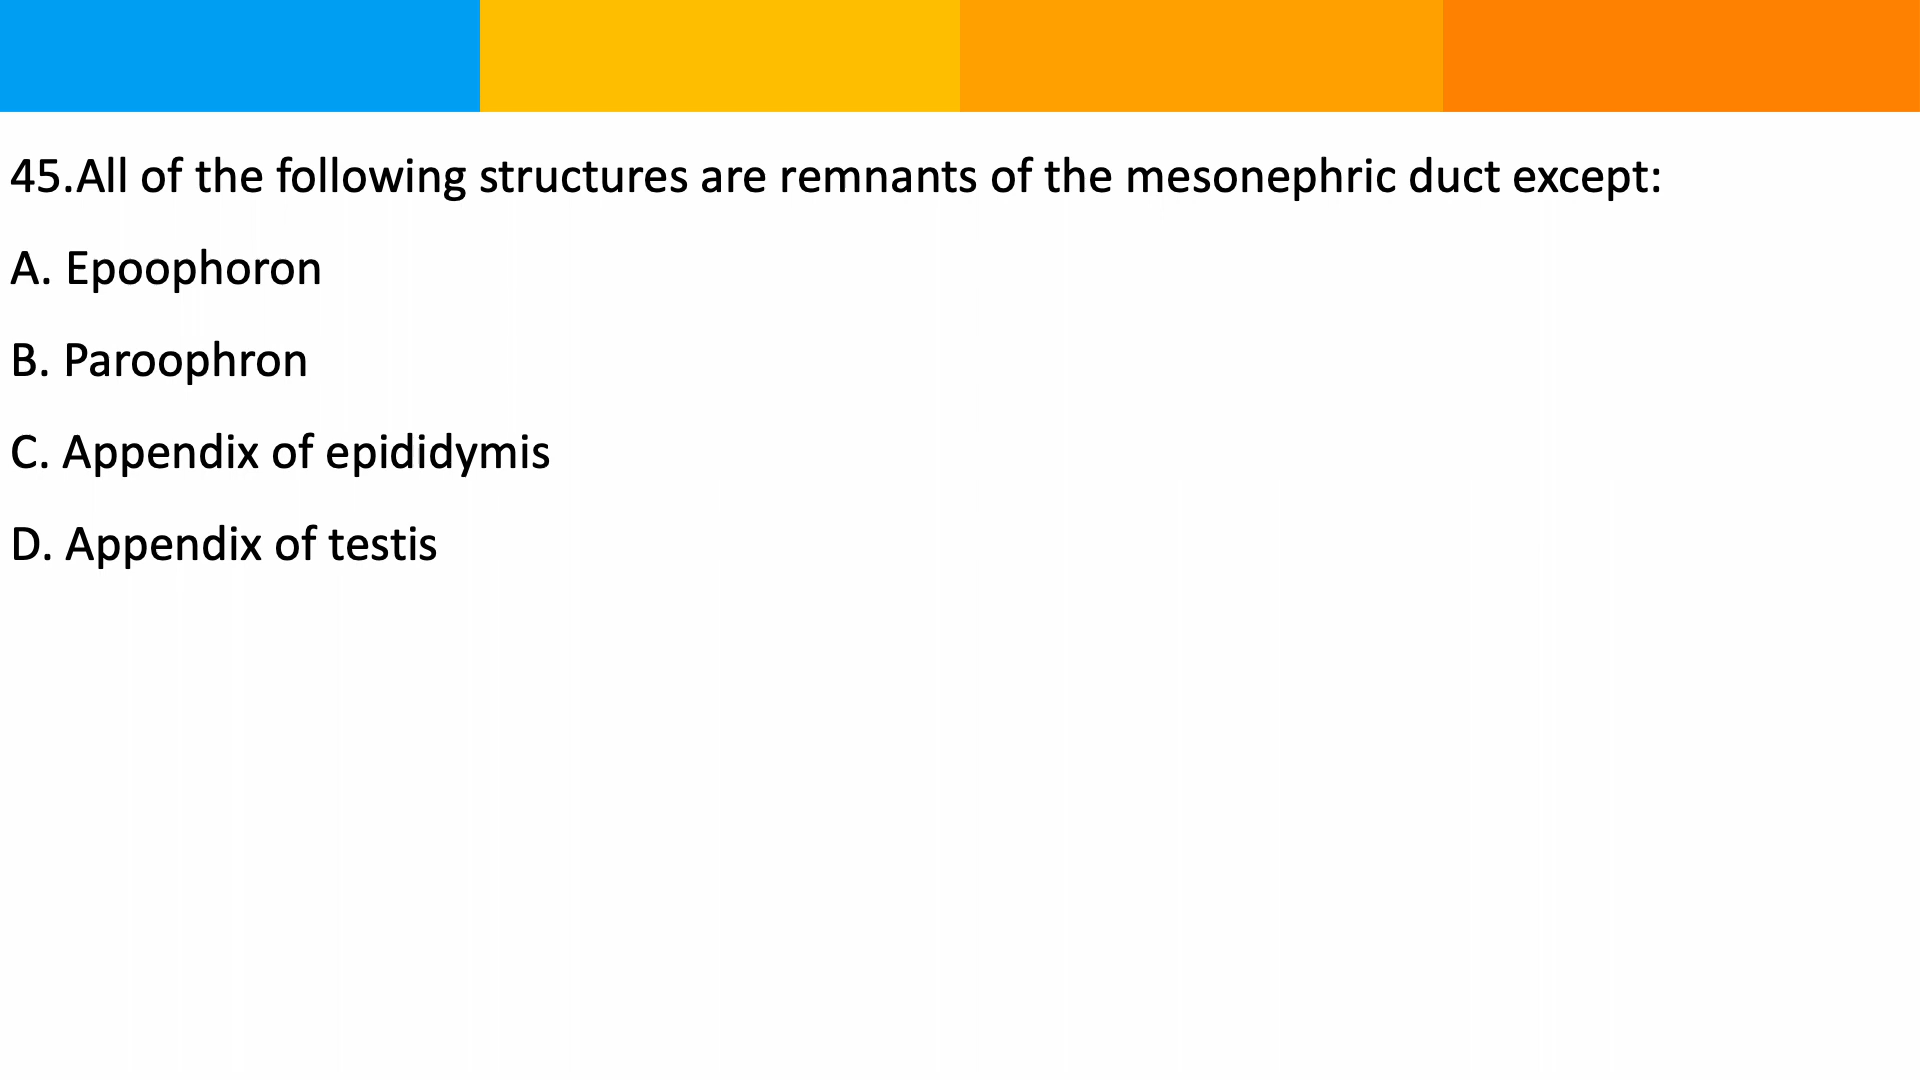 45.All of the following structures are remnants of the mesonephric duct except:
A. Epoophoron
B. Paroophron
C. Appendix of epididymis
D. Appendix of testis